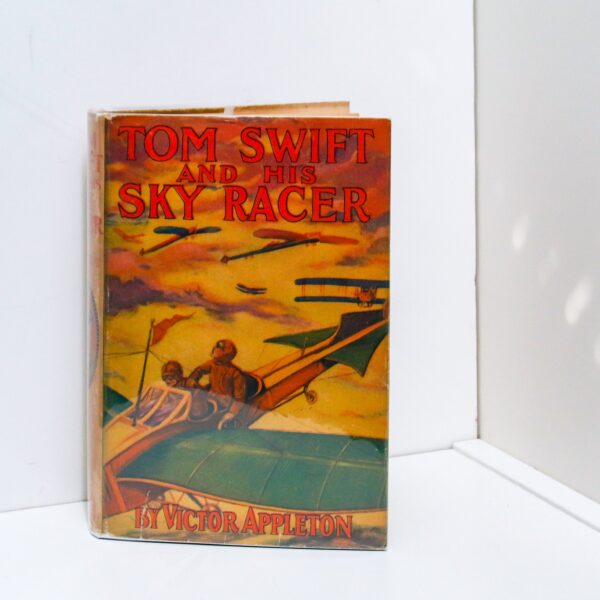 TOM SWIFT
AND HIS
SKY RACER
BY VICTOR APPLETON